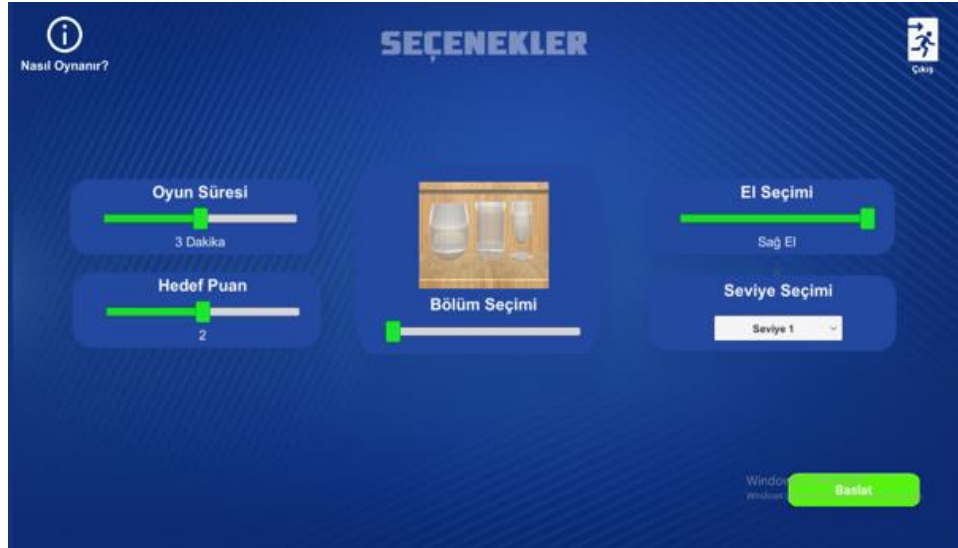 SEÇENEKLER
Nasıl Oynanır?
Çıkış
Oyun Süresi
3 Dakika
Hedef Puan
2
Bölüm Seçimi
El Seçimi
Sağ El
Seviye Seçimi
Seviye 1
Baslat